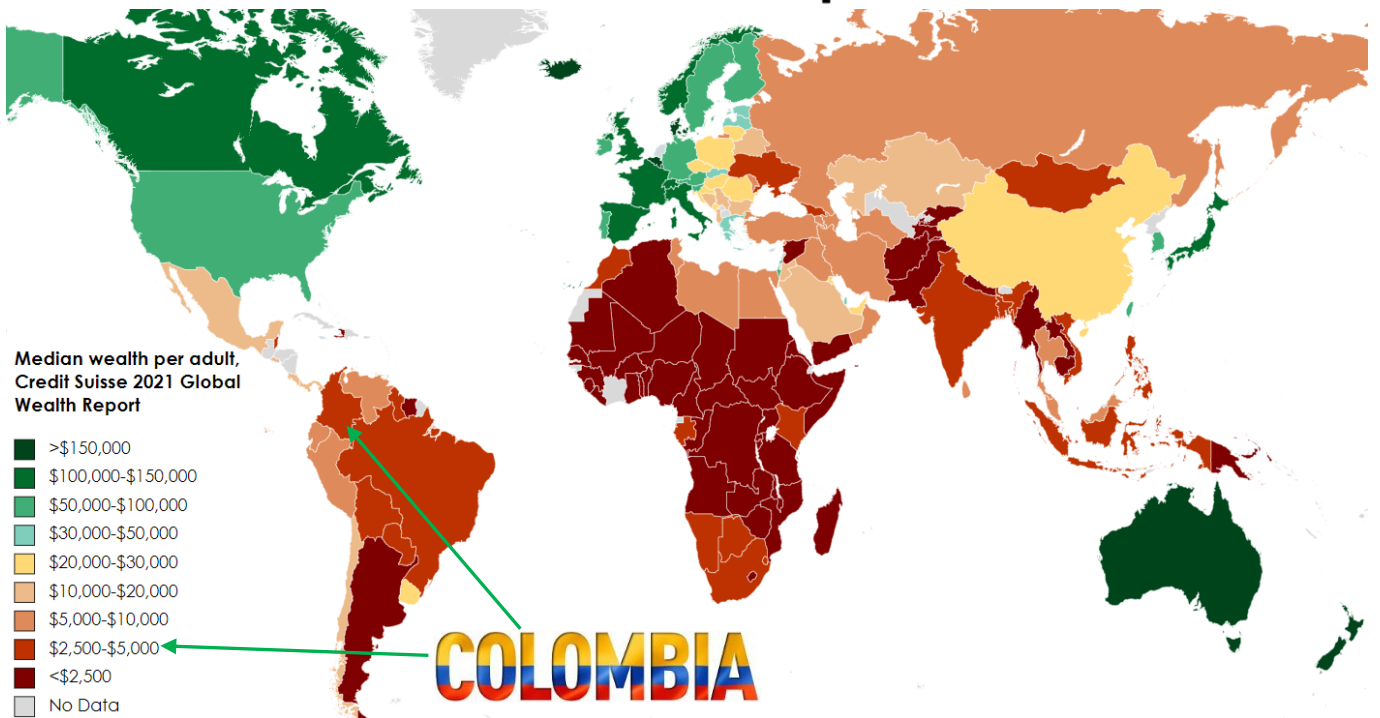 Median wealth per adult,
Credit Suisse 2021 Global
Wealth Report
>$150,000
$100,000-$150,000
$50,000-$100,000
$30,000-$50,000
$20,000-$30,000
$10,000-$20,000
$5,000-$10,000
$2,500-$5,000
<$2,500
No Data
COLOMBIA